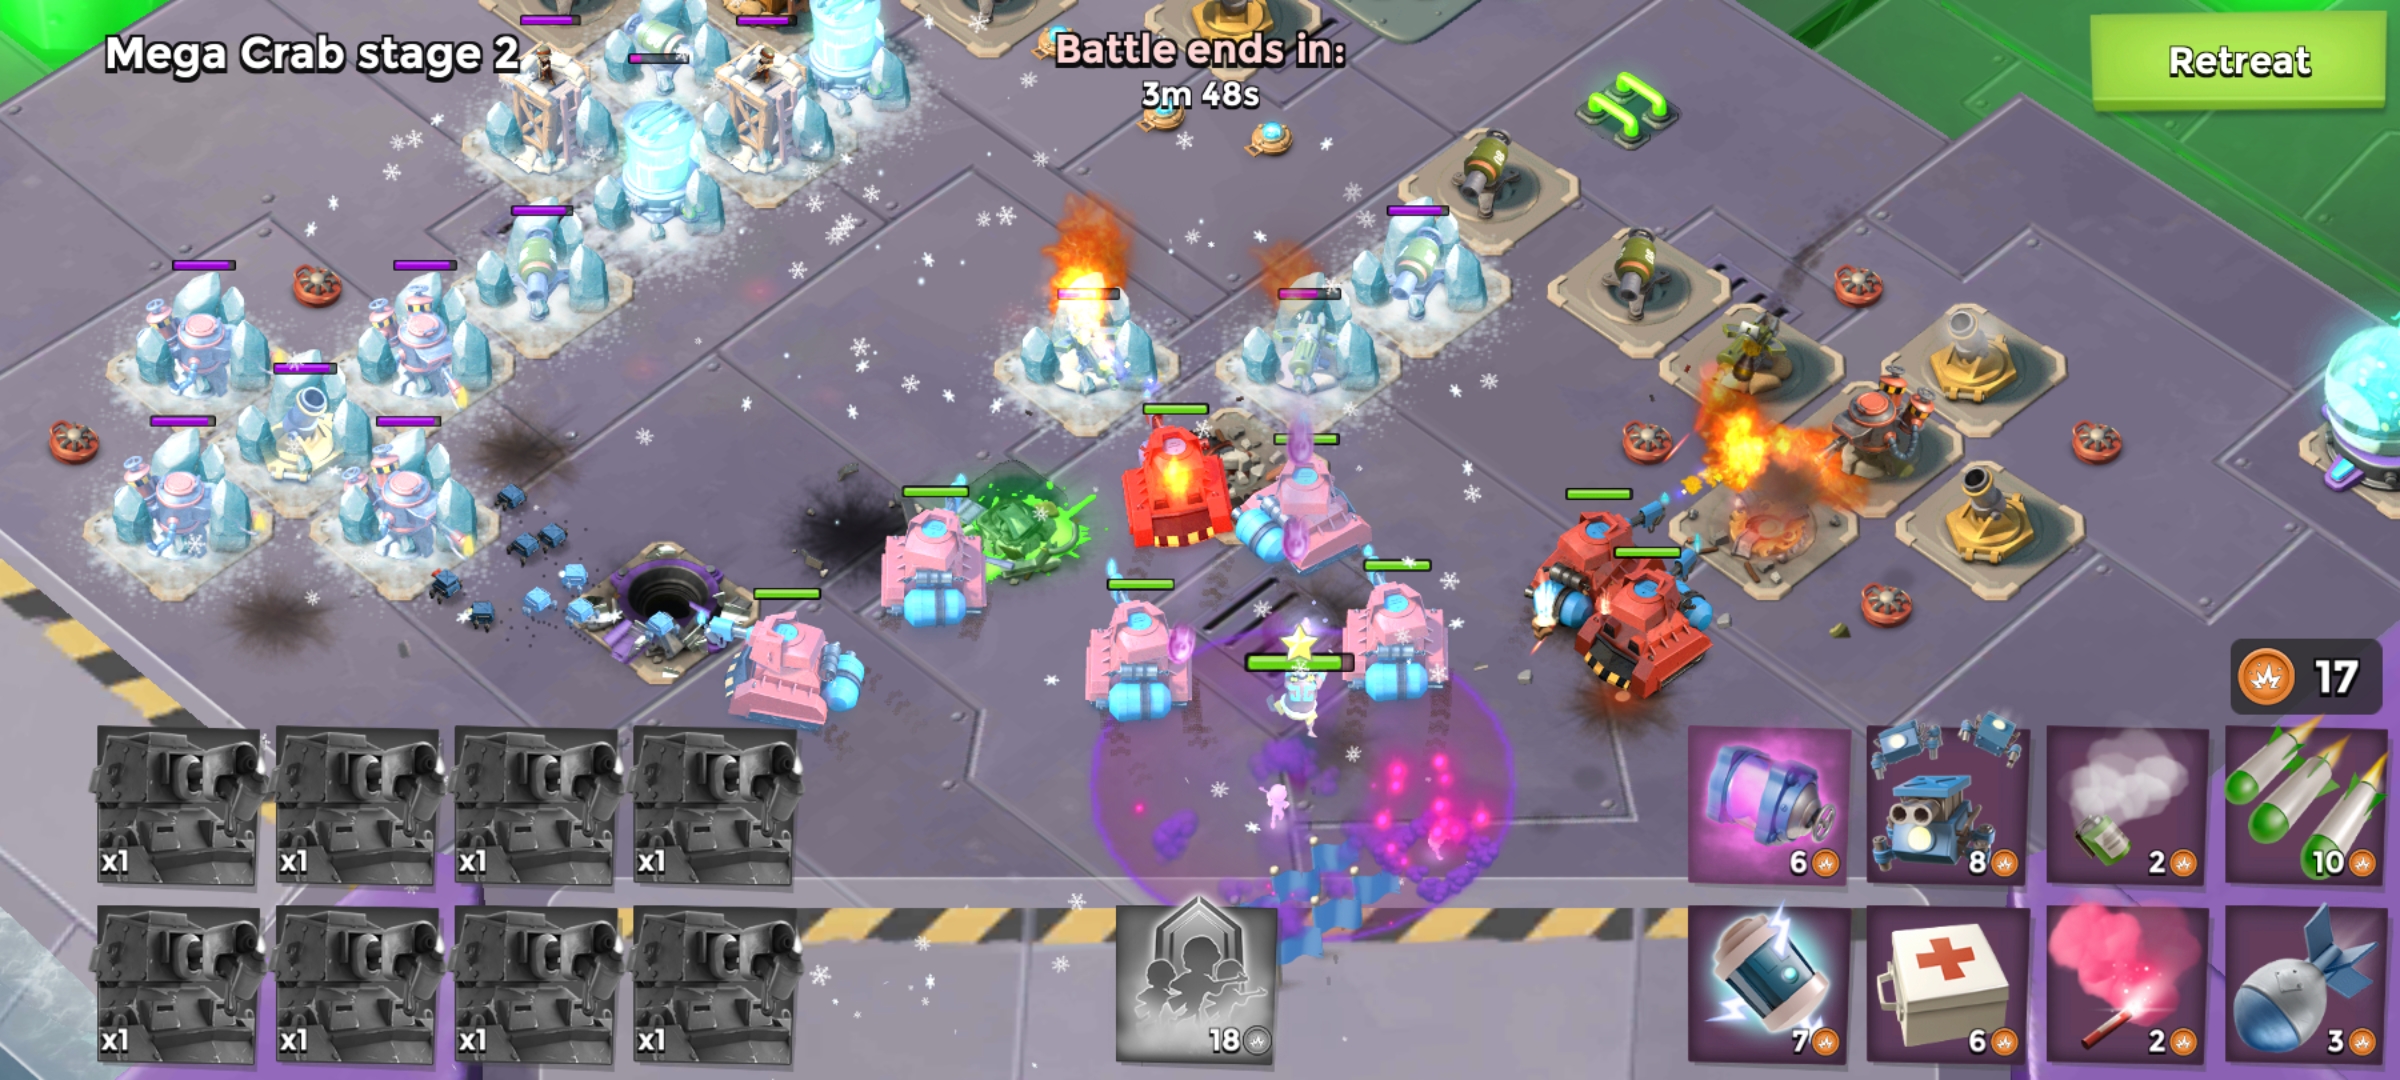 Mega Crab stage 2
Battle ends in:
3m 48s
Retreat
17
x1
x1
x1
x1
6
8
2
10
x1
x1
x1
x1
18
7
6
2
3